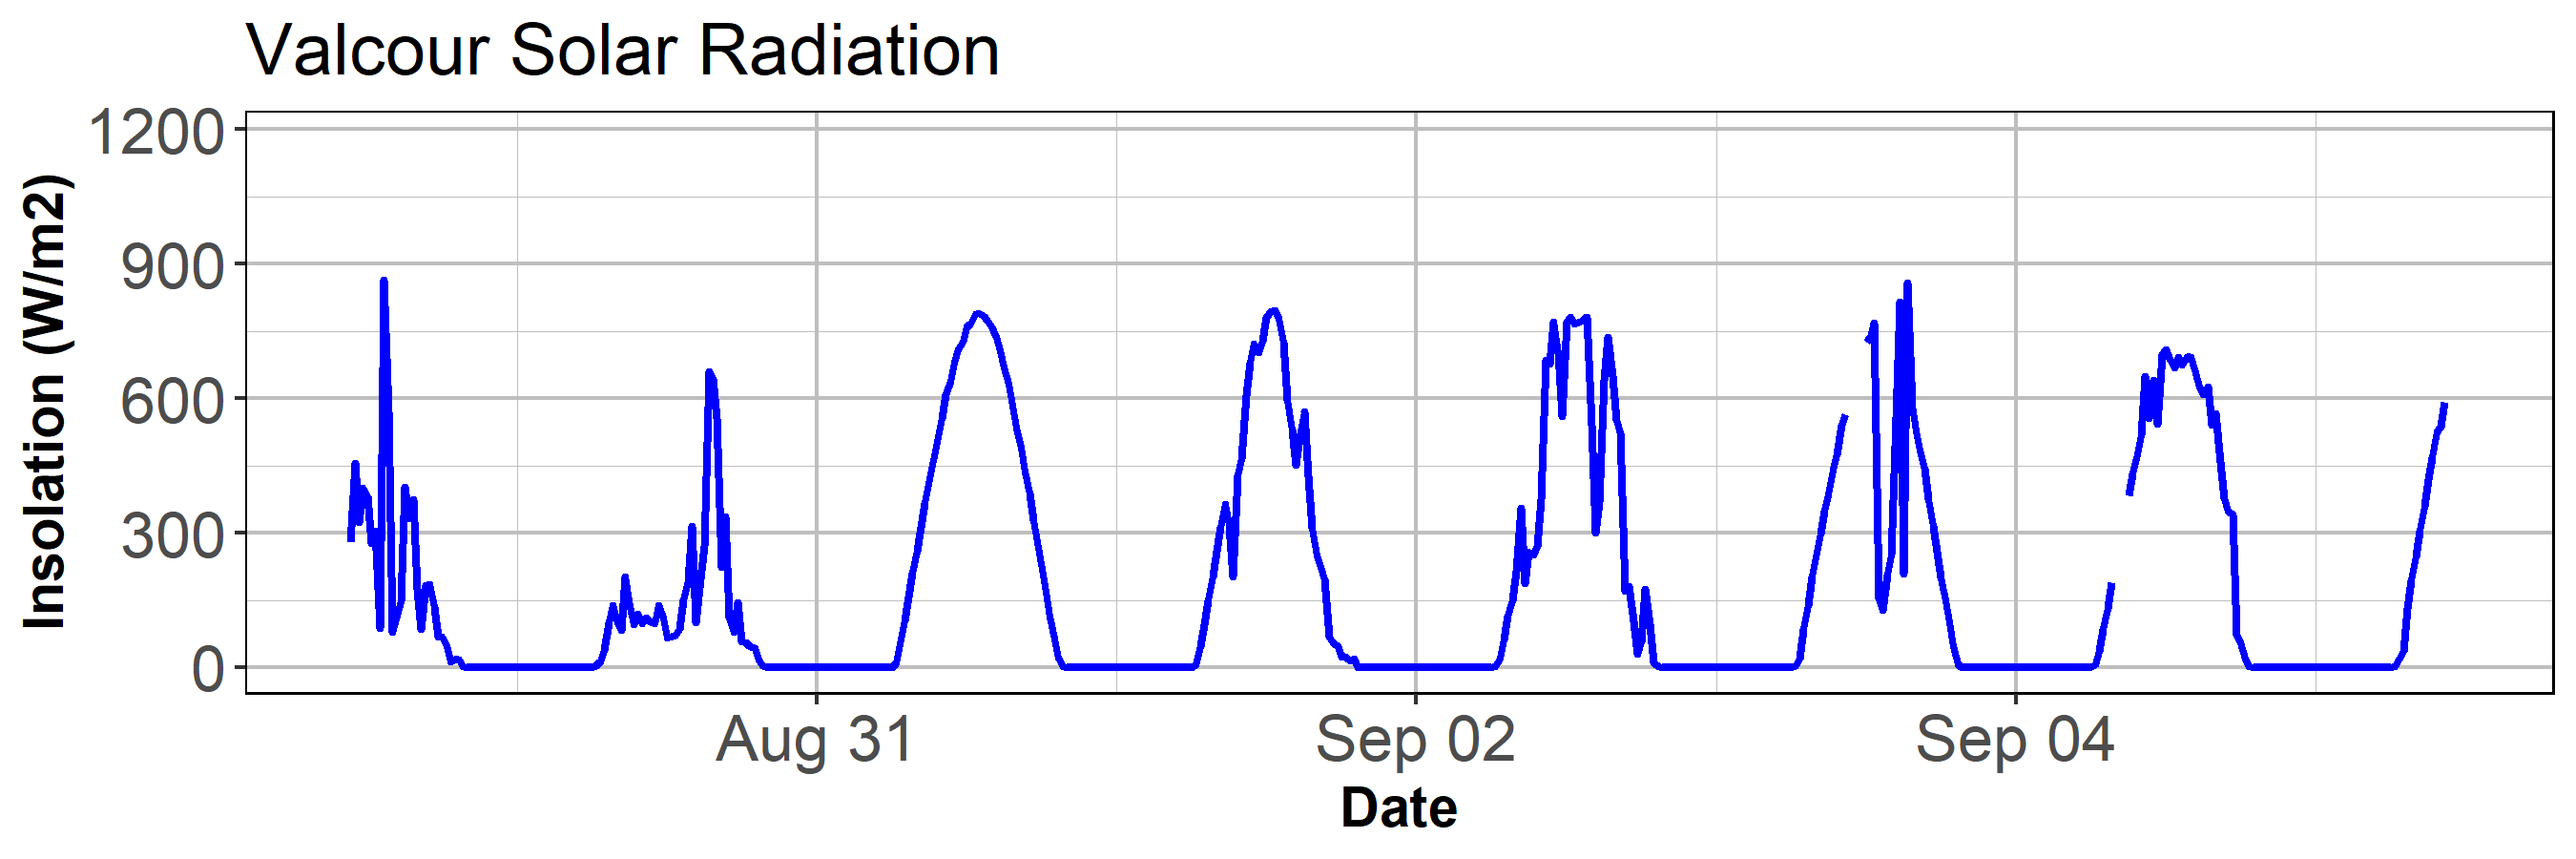 Valcour Solar Radiation
1200
900
600
300
0
Insolation (W/m2)
Aug 31
Sep 02
Sep 04
Date